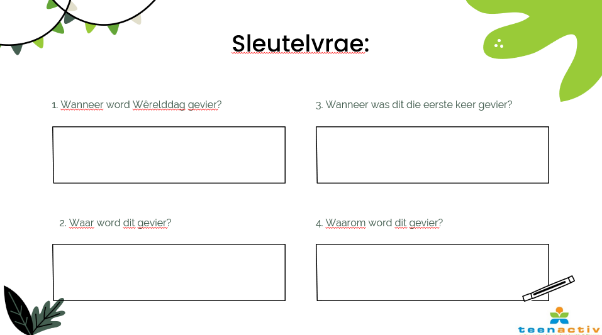 Sleutelvrae:
1. Wanneer word Wêrelddag gevier?
3. Wanneer was dit die eerste keer gevier?
2. Waar word dit gevier?
4. Waarom word dit gevier?
teenactiv